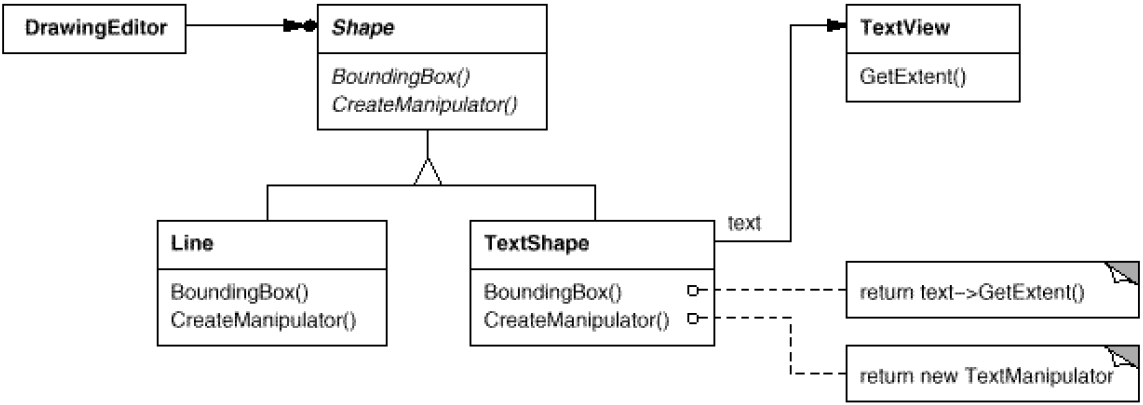 DrawingEditor
Shape
BoundingBox()
CreateManipulator()
TextView
GetExtent()
Line
BoundingBox()
CreateManipulator()
TextShape
BoundingBox()
CreateManipulator()
text
return text->GetExtent()
return new TextManipulator